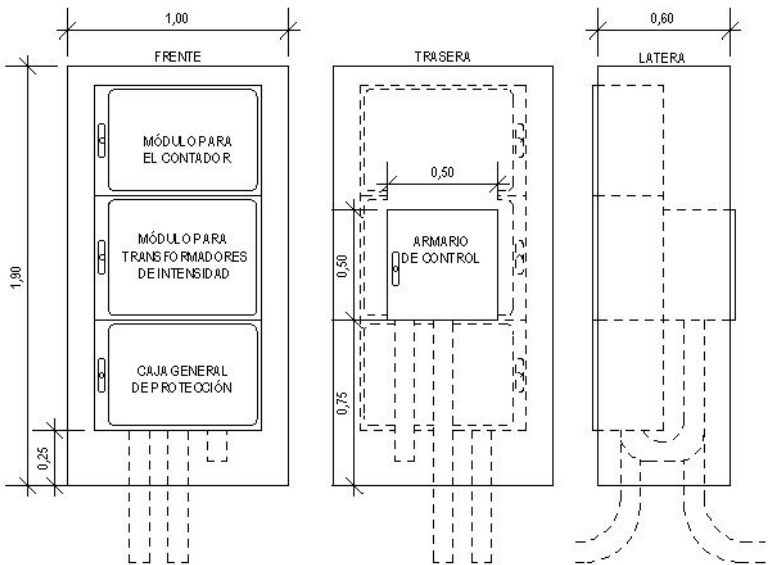 1,00
0,60
FRENTE
TRASERA
LATERA
MÓDULO PARA
EL CONTADOR
0,50
MÓDULO PARA
TRANSFORMADORES
DE INTENSIDAD
ARMARIO
DE CONTROL
0,50
1,90
CAJA GENERAL
DE PROTECCIÓN
0,75
0,25